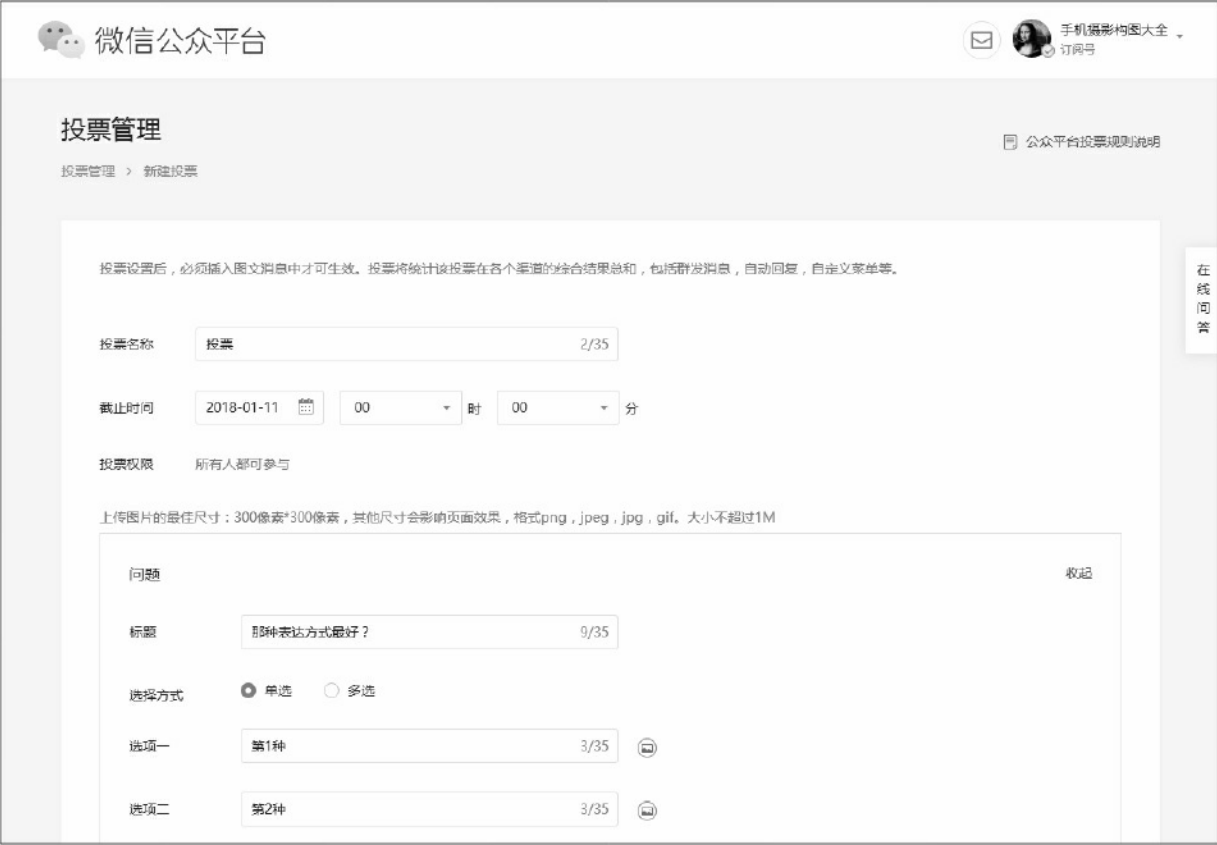 微信公众平台
手机摄影构图大全
订阅号
投票管理
公众平台投票规则说明
投票管理 > 新建投票
投票设置后，必须插入图文消息中才可生效。投票将统计该投票在各个渠道的综合结果总和，包括群发消息，自动回复，自定义菜单等。
在线问答
投票名称 投票 2/35
截止时间 2018-01-11 00 时 00 分
投票权限 所有人都可参与
上传图片的最佳尺寸：300像素*300像素，其他尺寸会影响页面效果，格式png，jpeg，jpg，gif。大小不超过1M
问题 收起
标题 那种表达方式最好？ 9/35
选择方式 单选 多选
选项一 第1种 3/35
选项二 第2种 3/35